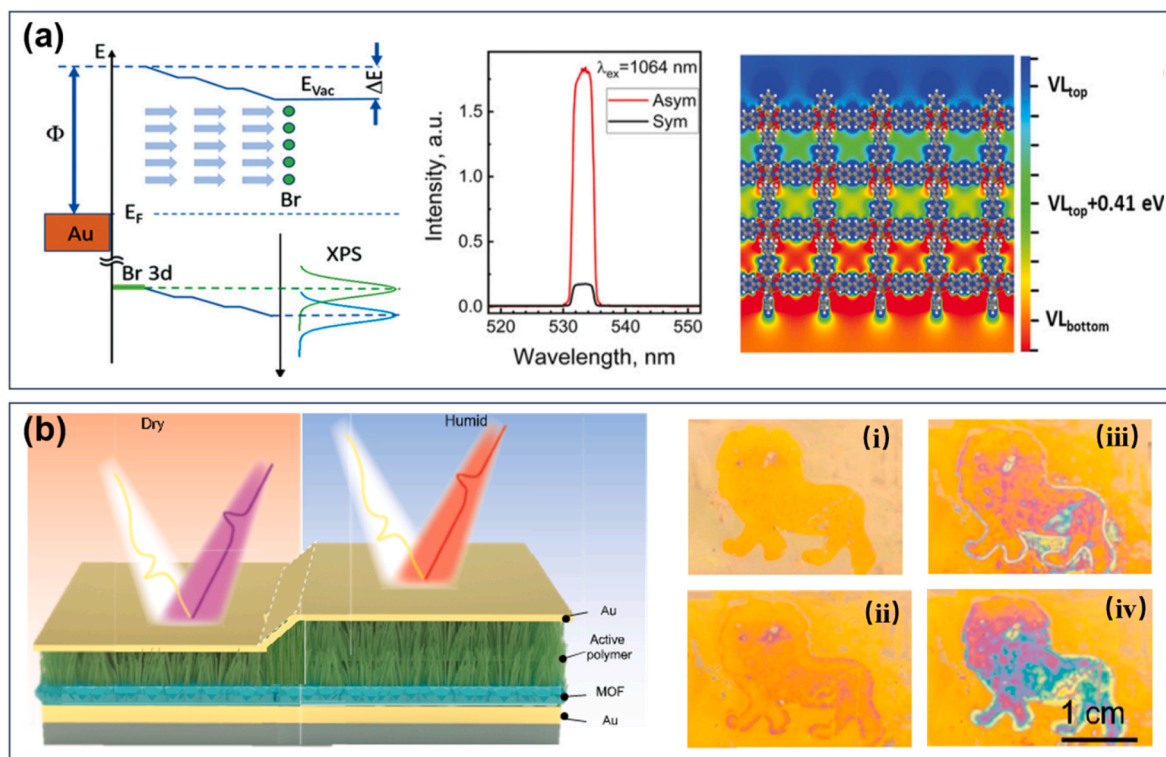 (a)
E
Φ
E_Vac
ΔE
Br
E_F
Au
Br 3d
XPS
λ_ex=1064 nm
Asym
Sym
Intensity, a.u.
1.5
1.0
0.5
0.0
520 530 540 550
Wavelength, nm
VL_top
VL_top+0.41 eV
VL_bottom
(b)
Dry
Humid
Au
Active
polymer
MOF
Au
(i)
(iii)
(ii)
(iv)
1 cm